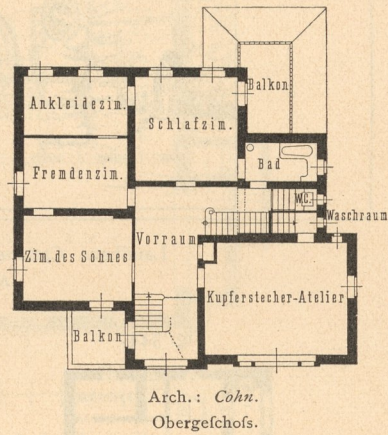 Ankleidezim.
Schlafzim.
Balkon
Fremdenzim.
Bad
W.C.
Waschraum
Zim. des Sohnes
Vorraum
Kupferstecher-Atelier
Balkon
Arch.: Cohn.
Obergeſchoſs.